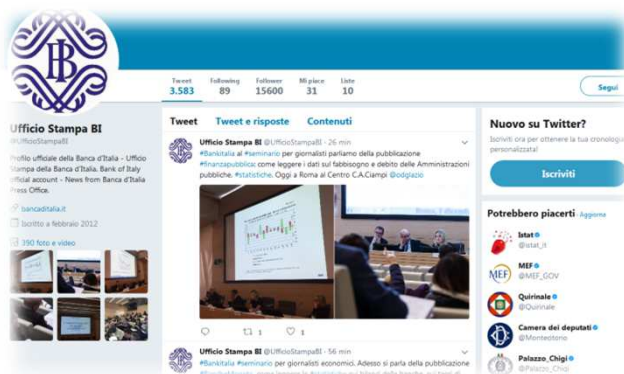 Tweet Following Follower Mi piace Liste
3.583 89 15600 31 10
Segui
Ufficio Stampa BI
@UfficioStampaBI
Profilo ufficiale della Banca d'Italia - Ufficio
Stampa della Banca d'Italia. Bank of Italy
official account - News from Banca d'Italia
Press Office.
bancaditalia.it
Iscritto a febbraio 2012
390 foto e video
Tweet Tweet e risposte Contenuti
Ufficio Stampa BI @UfficioStampaBI - 26 min
#Bankitalia al #seminario per giornalisti parliamo della pubblicazione
#finanzapubblica: come leggere i dati sul fabbisogno e debito delle Amministrazioni
pubbliche. #statistiche. Oggi a Roma al Centro C.A.Ciampi @odglazio
1 1
Ufficio Stampa BI @UfficioStampaBI - 56 min
#Bankitalia #seminario per giornalisti economici. Adesso si parla della pubblicazione
Nuovo su Twitter?
Iscriviti ora per ottenere la tua cronologia
personalizzata!
Iscriviti
Potrebbero piacerti - Aggiorna
Istat
@istat_it
MEF
MEF
@MEF_GOV
Quirinale
@Quirinale
Camera dei deputati
@Montecitorio
Palazzo_Chigi
@Palazzo_Chigi